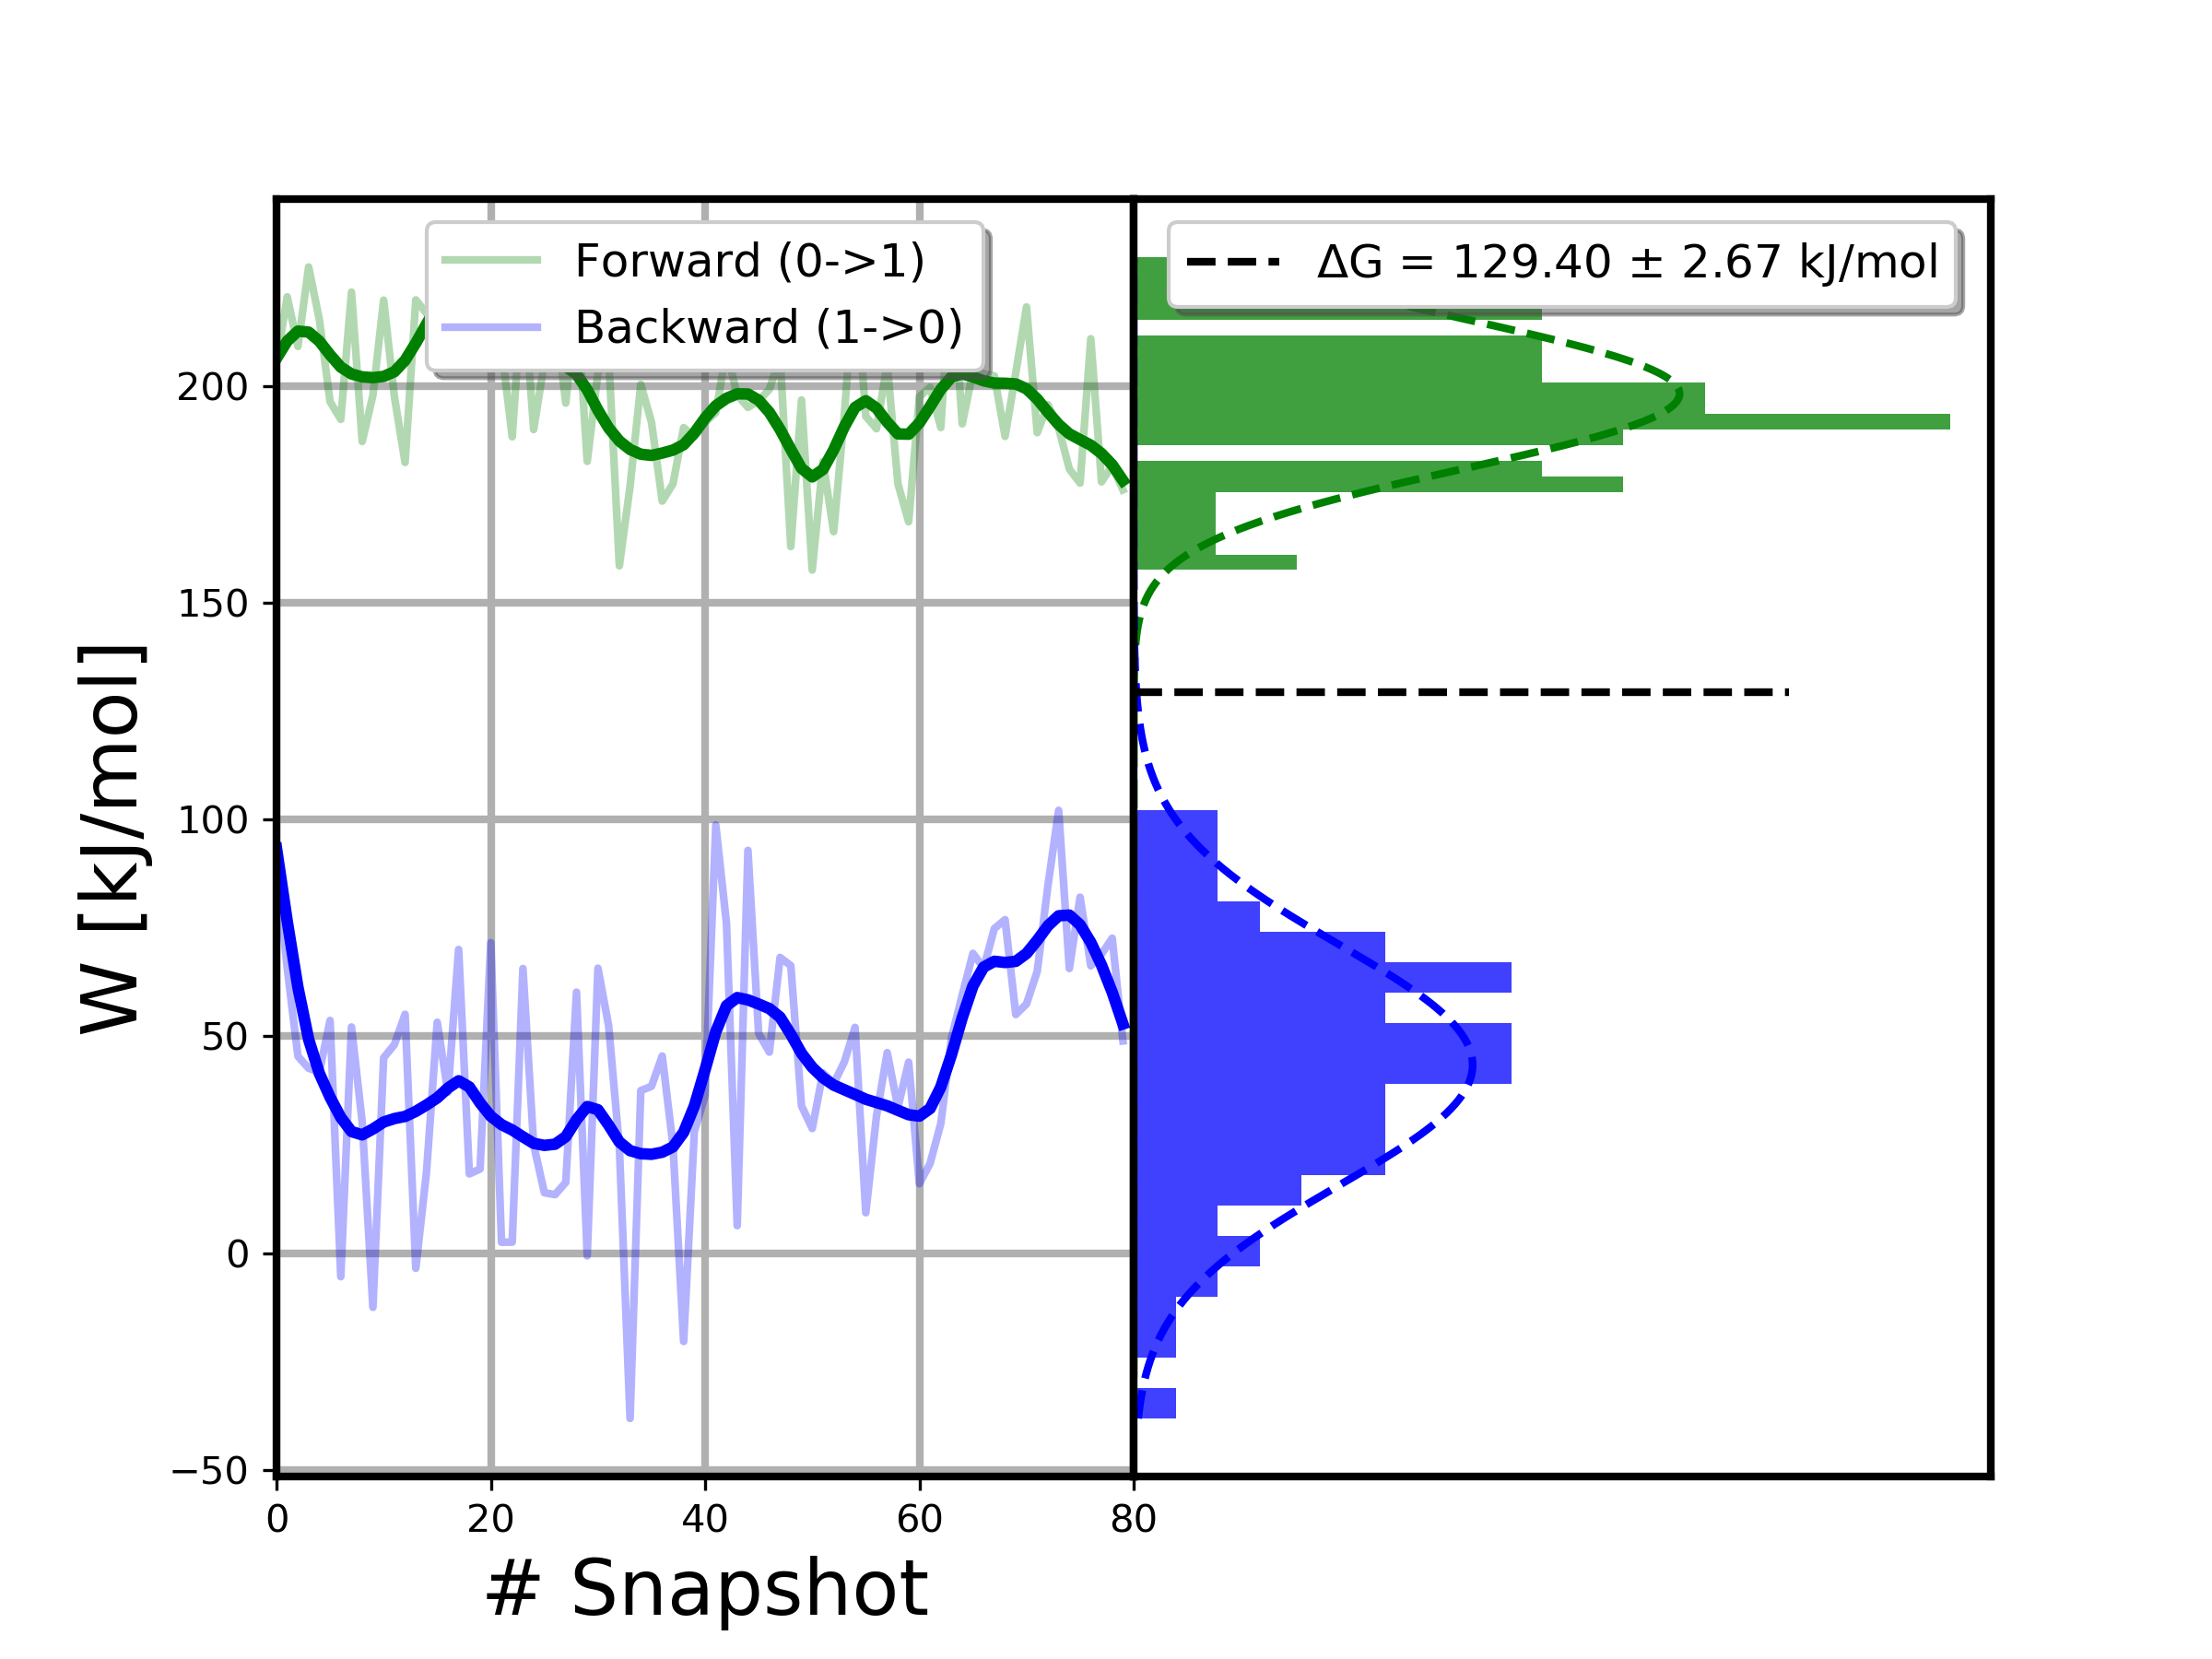 Forward (0->1)
Backward (1->0)
ΔG = 129.40 ± 2.67 kJ/mol
W [kJ/mol]
200
150
100
50
0
−50
0 20 40 60 80
# Snapshot